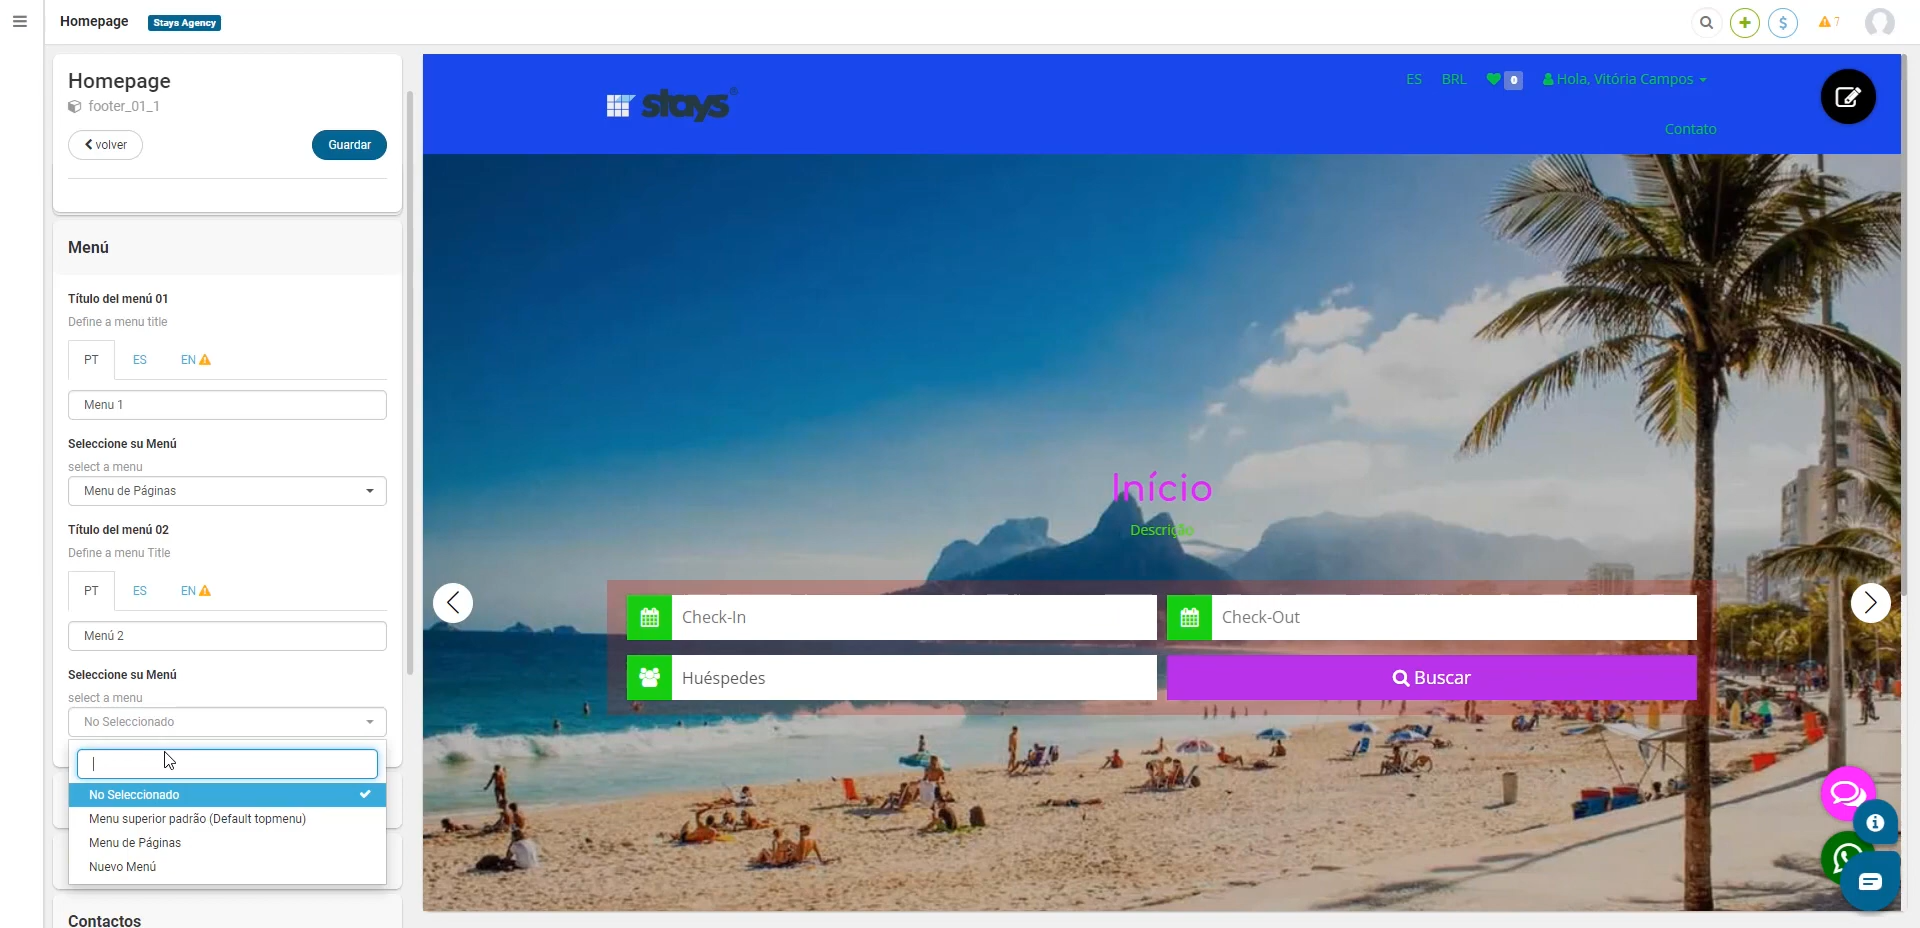 Homepage
Stays Agency
7
Homepage
footer_01_1
volver
Guardar
Menú
Título del menú 01
Define a menu title
PT ES EN
Menu 1
Seleccione su Menú
select a menu
Menu de Páginas
Título del menú 02
Define a menu Title
PT ES EN
Menú 2
Seleccione su Menú
select a menu
No Seleccionado
No Seleccionado
Menu superior padrão (Default topmenu)
Menu de Páginas
Nuevo Menú
Contactos
stays®
ES BRL 0 Hola, Vitória Campos
Contato
Início
Descrição
Check-In
Check-Out
Huéspedes
Buscar